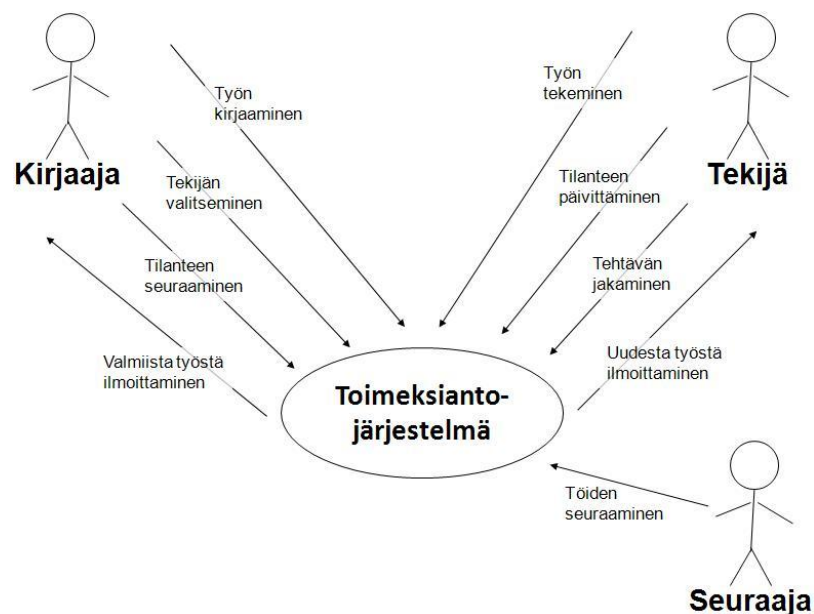 Työn
kirjaaminen
Työn
tekeminen
Kirjaaja
Tekijä
Tekijän
valitseminen
Tilanteen
päivittäminen
Tilanteen
seuraaminen
Tehtävän
jakaminen
Valmiista työstä
ilmoittaminen
Uudesta työstä
ilmoittaminen
Toimeksianto-
järjestelmä
Töiden
seuraaminen
Seuraaja